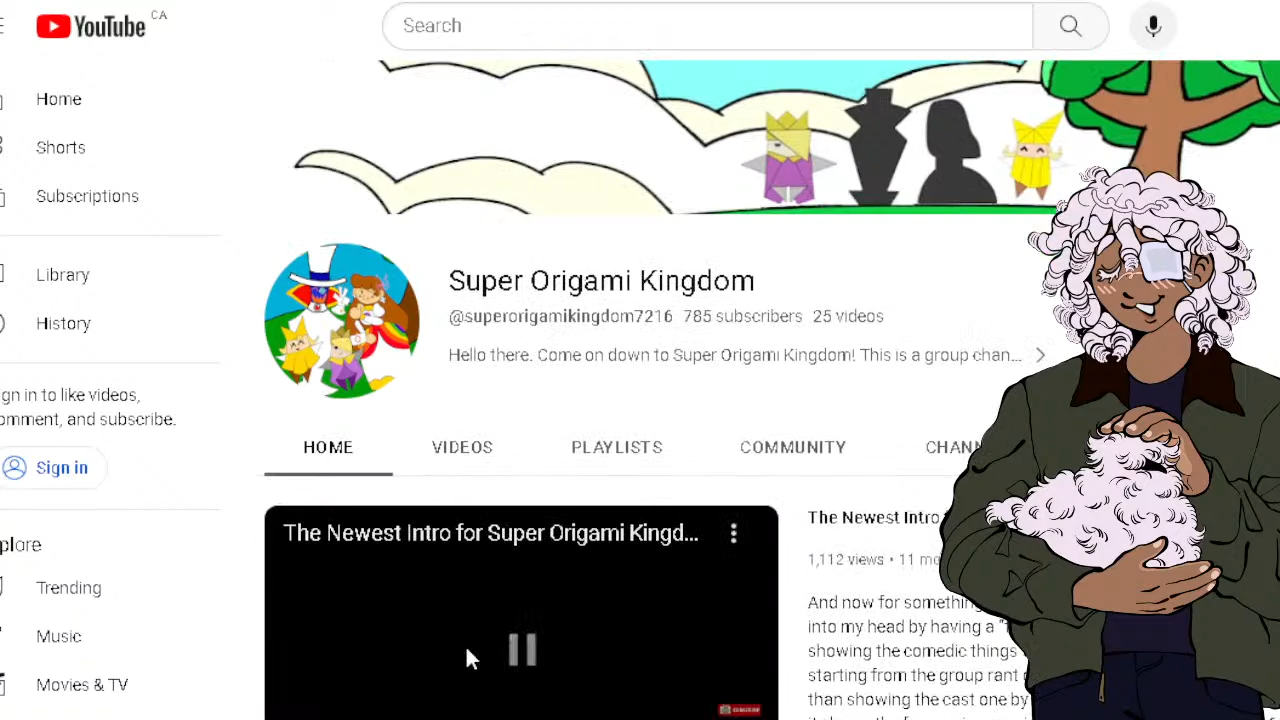 YouTube CA
Search
Home
Shorts
Subscriptions
Library
History
gn in to like videos,
omment, and subscribe.
Sign in
plore
Trending
Music
Movies & TV
Super Origami Kingdom
@superorigamikingdom7216 785 subscribers 25 videos
Hello there. Come on down to Super Origami Kingdom! This is a group chan...
HOME VIDEOS PLAYLISTS COMMUNITY CHANN
The Newest Intro for Super Origami Kingd...
The Newest Intro
1,112 views • 11 mo
And now for something
into my head by having a "f
showing the comedic things
starting from the group rant
than showing the cast one by
SUBSCRIBE